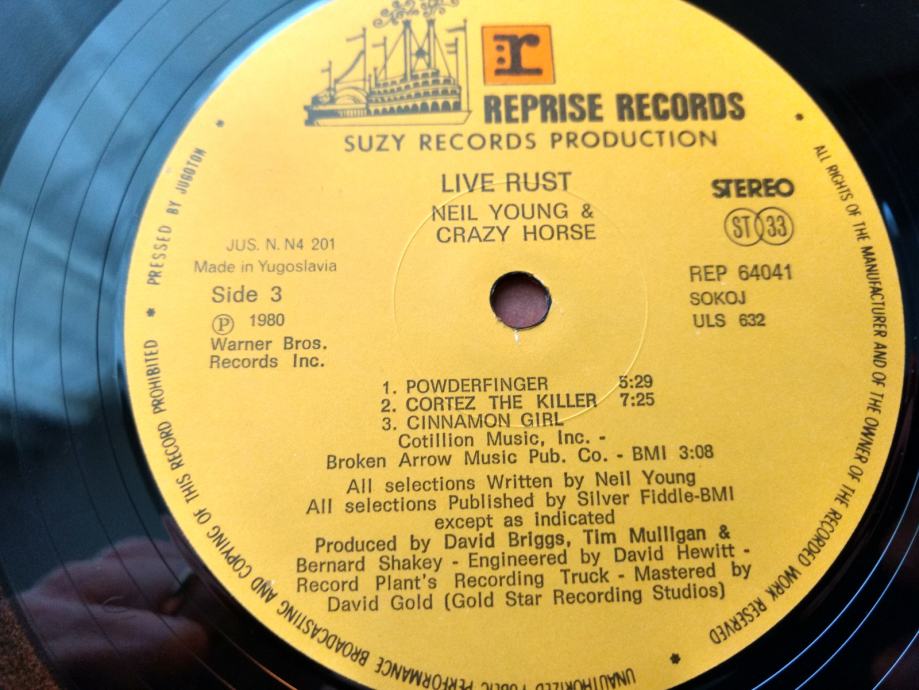 r
REPRISE RECORDS
SUZY RECORDS PRODUCTION
LIVE RUST
NEIL YOUNG &
CRAZY HORSE
STEREO
ST 33
JUS. N. N4 201
Made in Yugoslavia
Side 3
Ⓟ 1980
Warner Bros.
Records Inc.
REP 64041
SOKOJ
ULS 632
1. POWDERFINGER 5:29
2. CORTEZ THE KILLER 7:25
3. CINNAMON GIRL
Cotillion Music, Inc. -
Broken Arrow Music Pub. Co. - BMI 3:08
All selections Written by Neil Young
All selections Published by Silver Fiddle-BMI
except as indicated
Produced by David Briggs, Tim Mulligan &
Bernard Shakey - Engineered by David Hewitt -
Record Plant's Recording Truck - Mastered by
David Gold (Gold Star Recording Studios)
* PRESSED BY JUGOTON *
* ALL RIGHTS OF THE MANUFACTURER AND OF THE OWNER OF THE RECORDED WORK RESERVED *
UNAUTHORIZED PUBLIC PERFORMANCE BROADCASTING AND COPYING OF THIS RECORD PROHIBITED